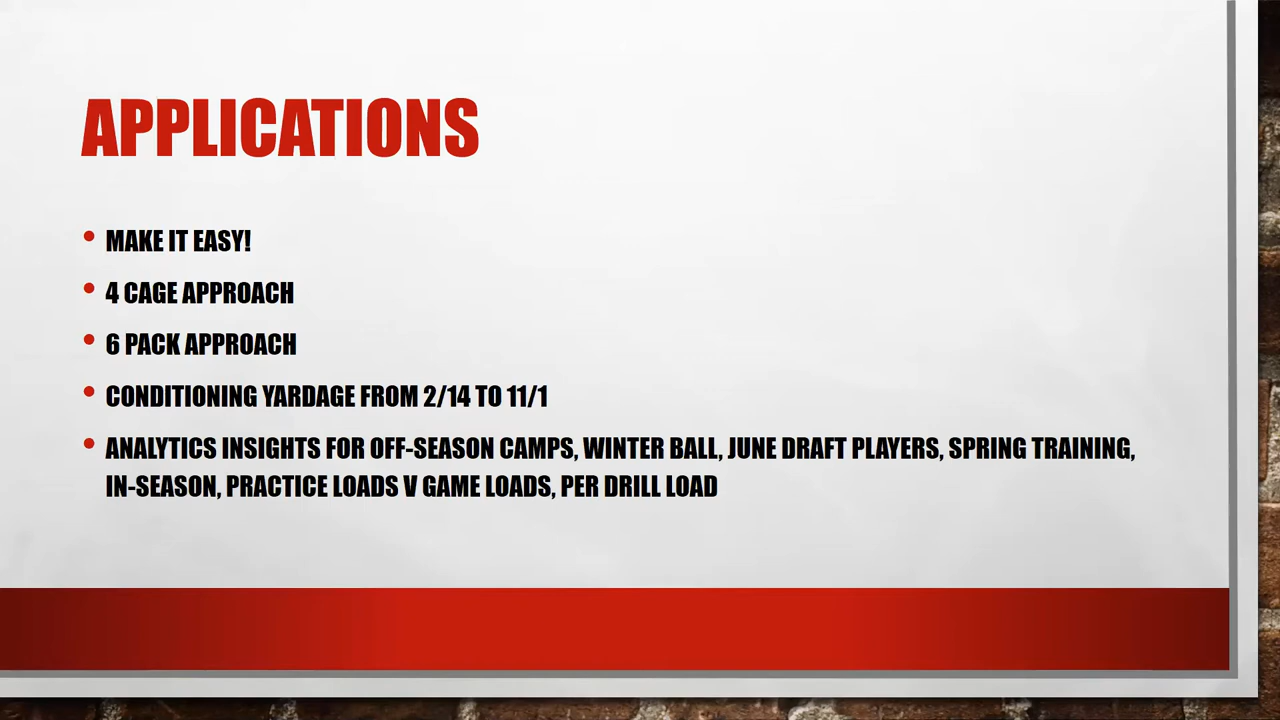 APPLICATIONS
• MAKE IT EASY!
• 4 CAGE APPROACH
• 6 PACK APPROACH
• CONDITIONING YARDAGE FROM 2/14 TO 11/1
• ANALYTICS INSIGHTS FOR OFF-SEASON CAMPS, WINTER BALL, JUNE DRAFT PLAYERS, SPRING TRAINING,
IN-SEASON, PRACTICE LOADS V GAME LOADS, PER DRILL LOAD